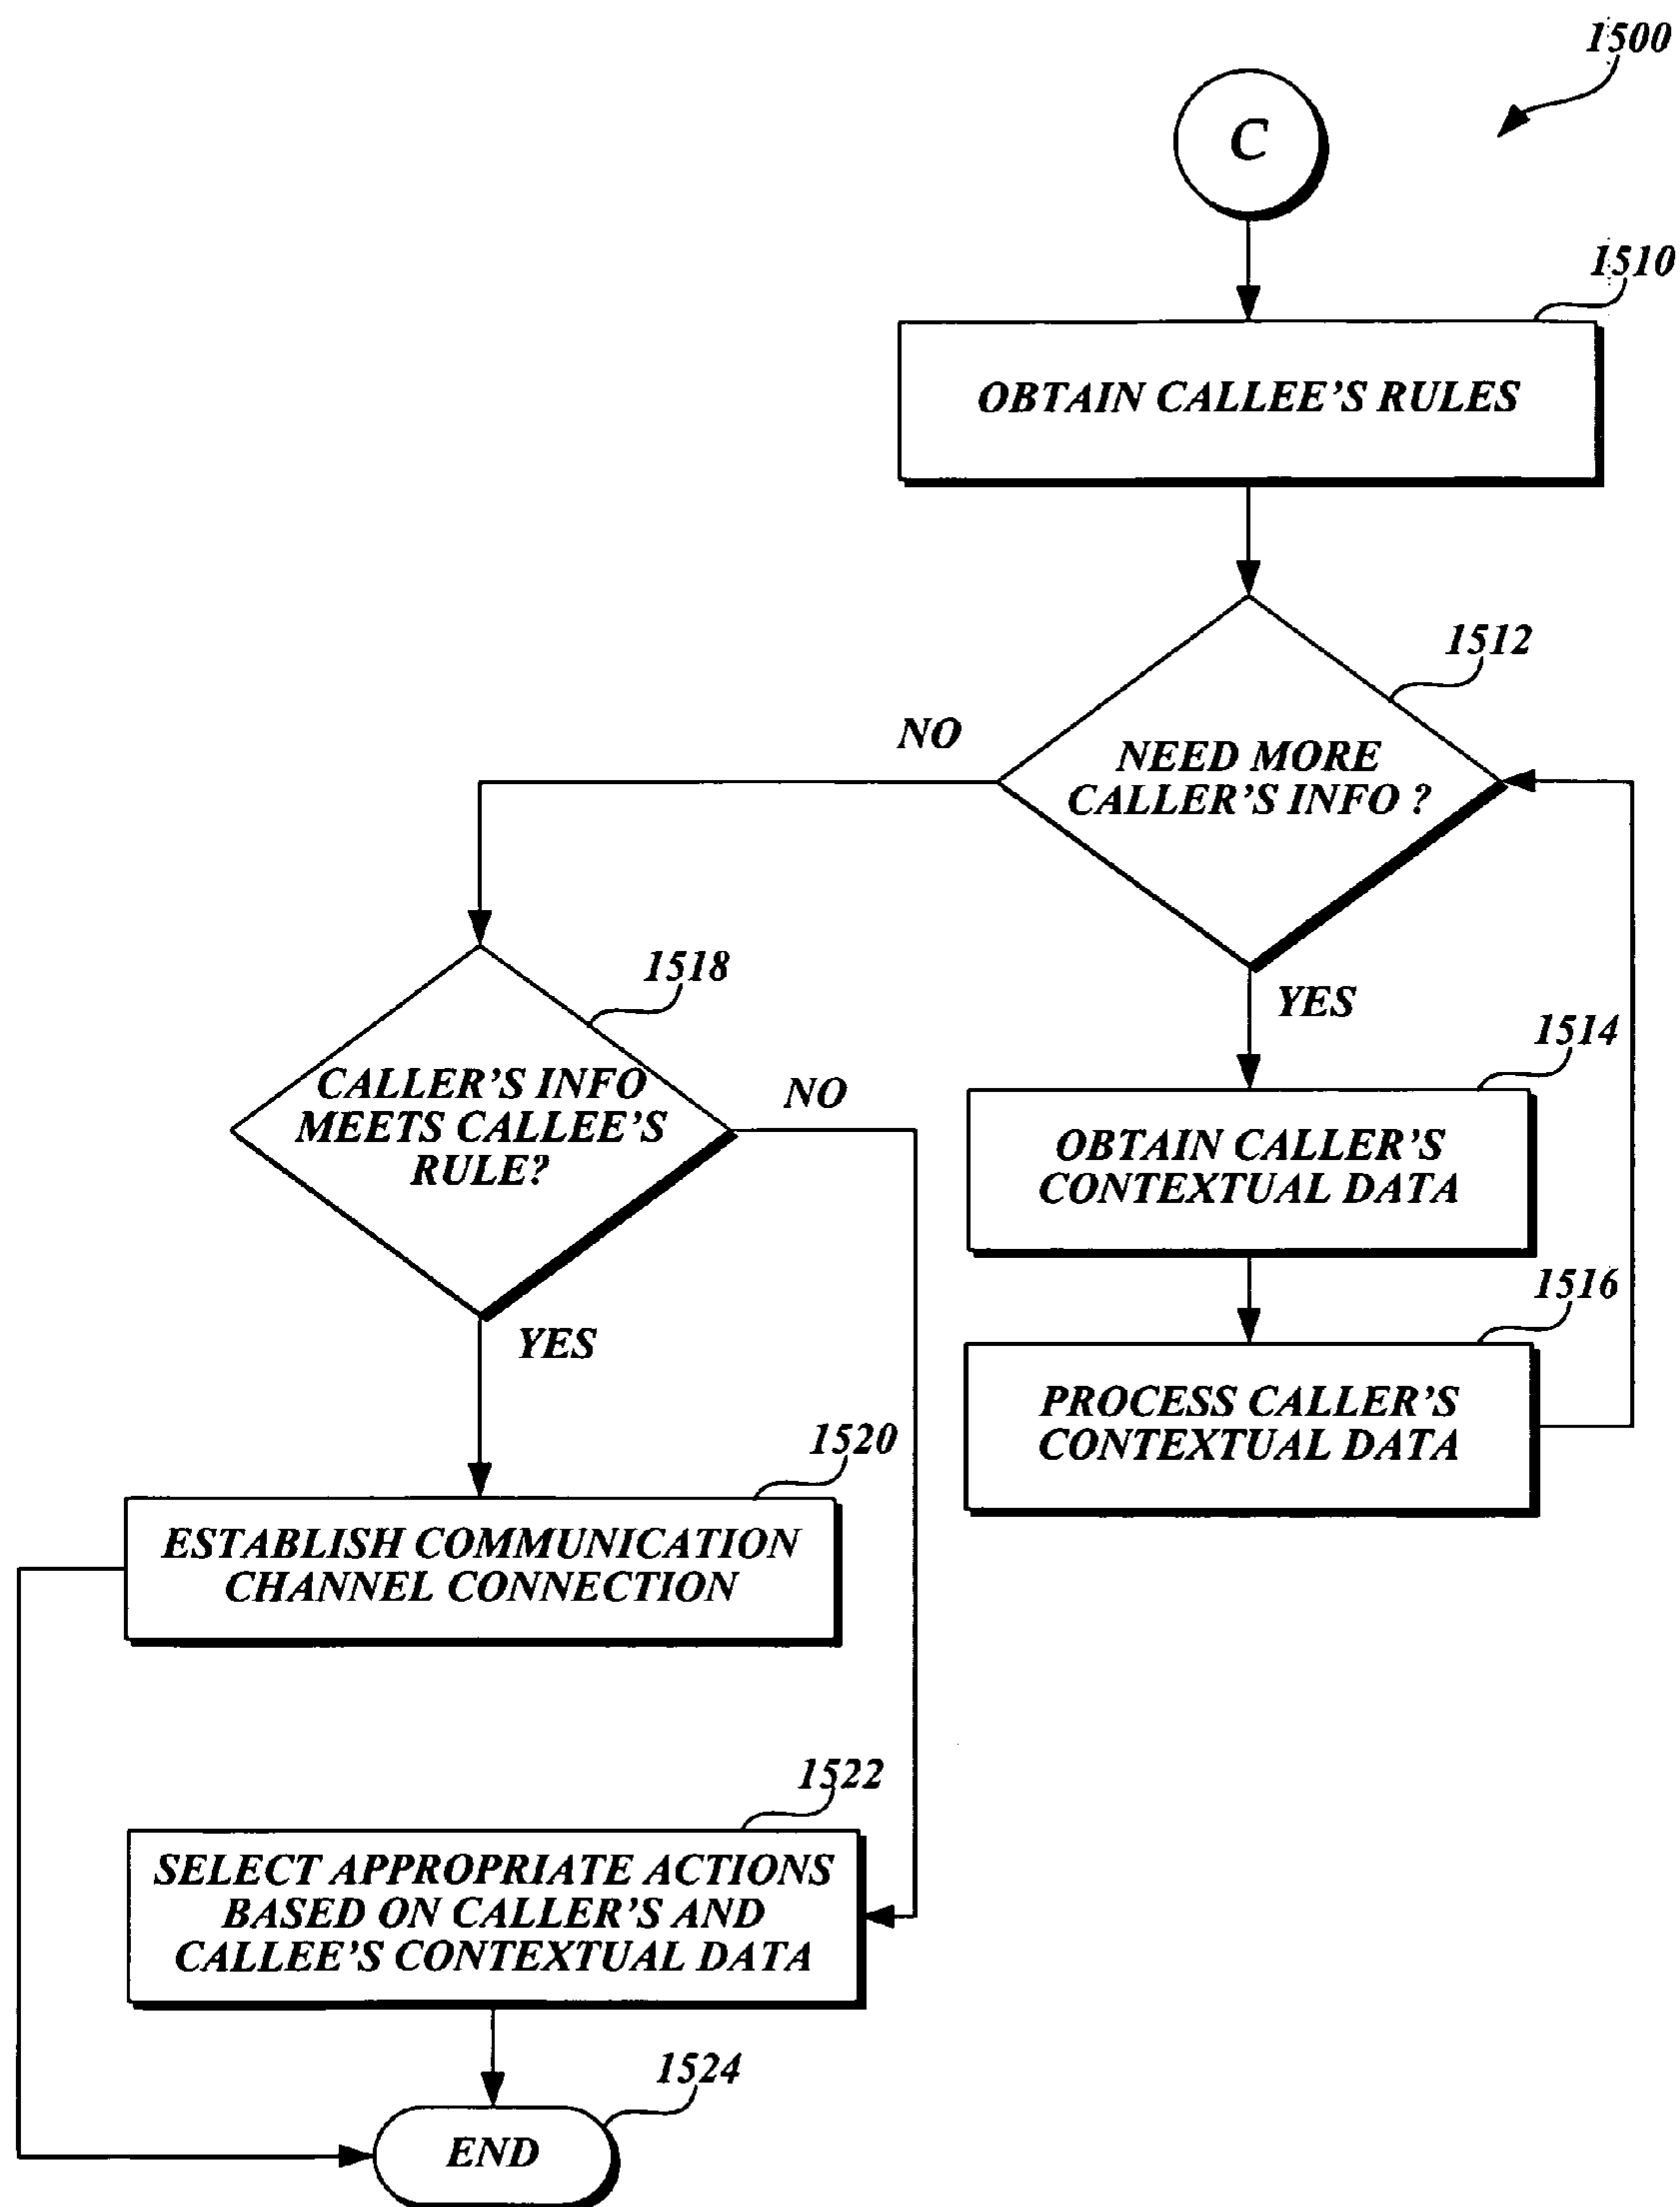 1500
C
1510
OBTAIN CALLEE'S RULES
1512
NO
NEED MORE
CALLER'S INFO ?
YES
1518
CALLER'S INFO
MEETS CALLEE'S
RULE?
NO
YES
1514
OBTAIN CALLER'S
CONTEXTUAL DATA
1516
PROCESS CALLER'S
CONTEXTUAL DATA
1520
ESTABLISH COMMUNICATION
CHANNEL CONNECTION
1522
SELECT APPROPRIATE ACTIONS
BASED ON CALLER'S AND
CALLEE'S CONTEXTUAL DATA
1524
END